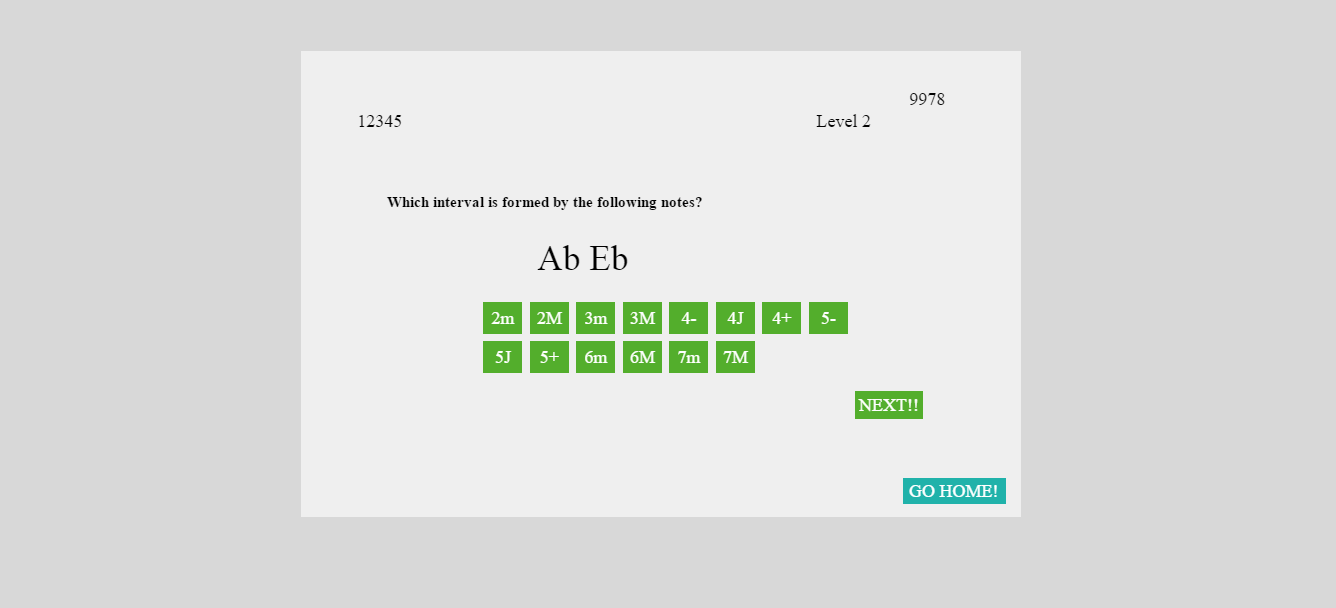 9978
12345 Level 2
Which interval is formed by the following notes?
Ab Eb
2m 2M 3m 3M 4- 4J 4+ 5-
5J 5+ 6m 6M 7m 7M
NEXT!!
GO HOME!